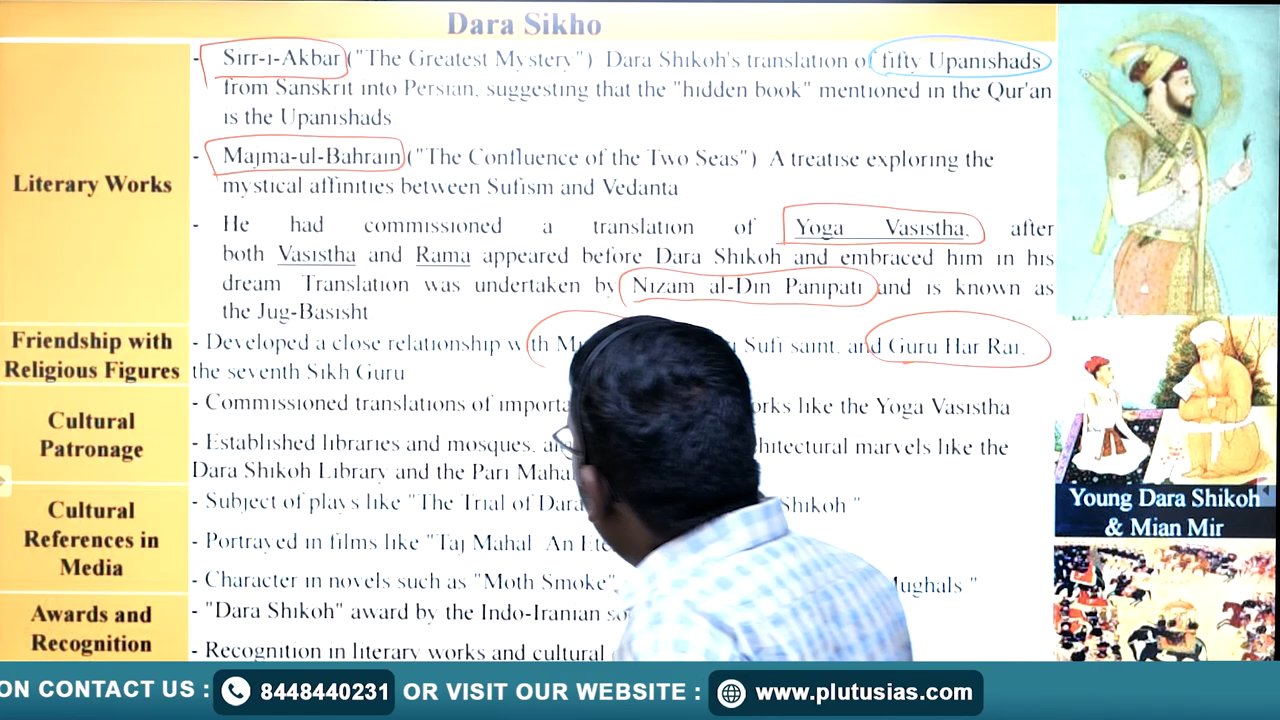 Dara Sikho
Literary Works
- Sirr-i-Akbar ("The Greatest Mystery") Dara Shikoh's translation of fifty Upanishads
from Sanskrit into Persian, suggesting that the "hidden book" mentioned in the Qur'an
is the Upanishads
- Majma-ul-Bahrain ("The Confluence of the Two Seas") A treatise exploring the
mystical affinities between Sufism and Vedanta
- He had commissioned a translation of Yoga Vasistha, after
both Vasistha and Rama appeared before Dara Shikoh and embraced him in his
dream Translation was undertaken by Nizam al-Din Panipati and is known as
the Jug-Basisht
Friendship with
Religious Figures
- Developed a close relationship with Sufi saint, and Guru Har Rai,
the seventh Sikh Guru
Cultural
Patronage
- Commissioned translations of like the Yoga Vasistha
- Established libraries and mosques, like the
Dara Shikoh Library and the Pari
Cultural
References in
Media
- Subject of plays like "The Trial of Dara Shikoh "
- Portrayed in films like "Taj Mahal An
- Character in novels such as "Moth Smoke", Mughals "
Awards and
Recognition
- "Dara Shikoh" award by the Indo-Iranian
- Recognition in literary works and cultural
Young Dara Shikoh
& Mian Mir
ON CONTACT US : 8448440231 OR VISIT OUR WEBSITE : www.plutusias.com